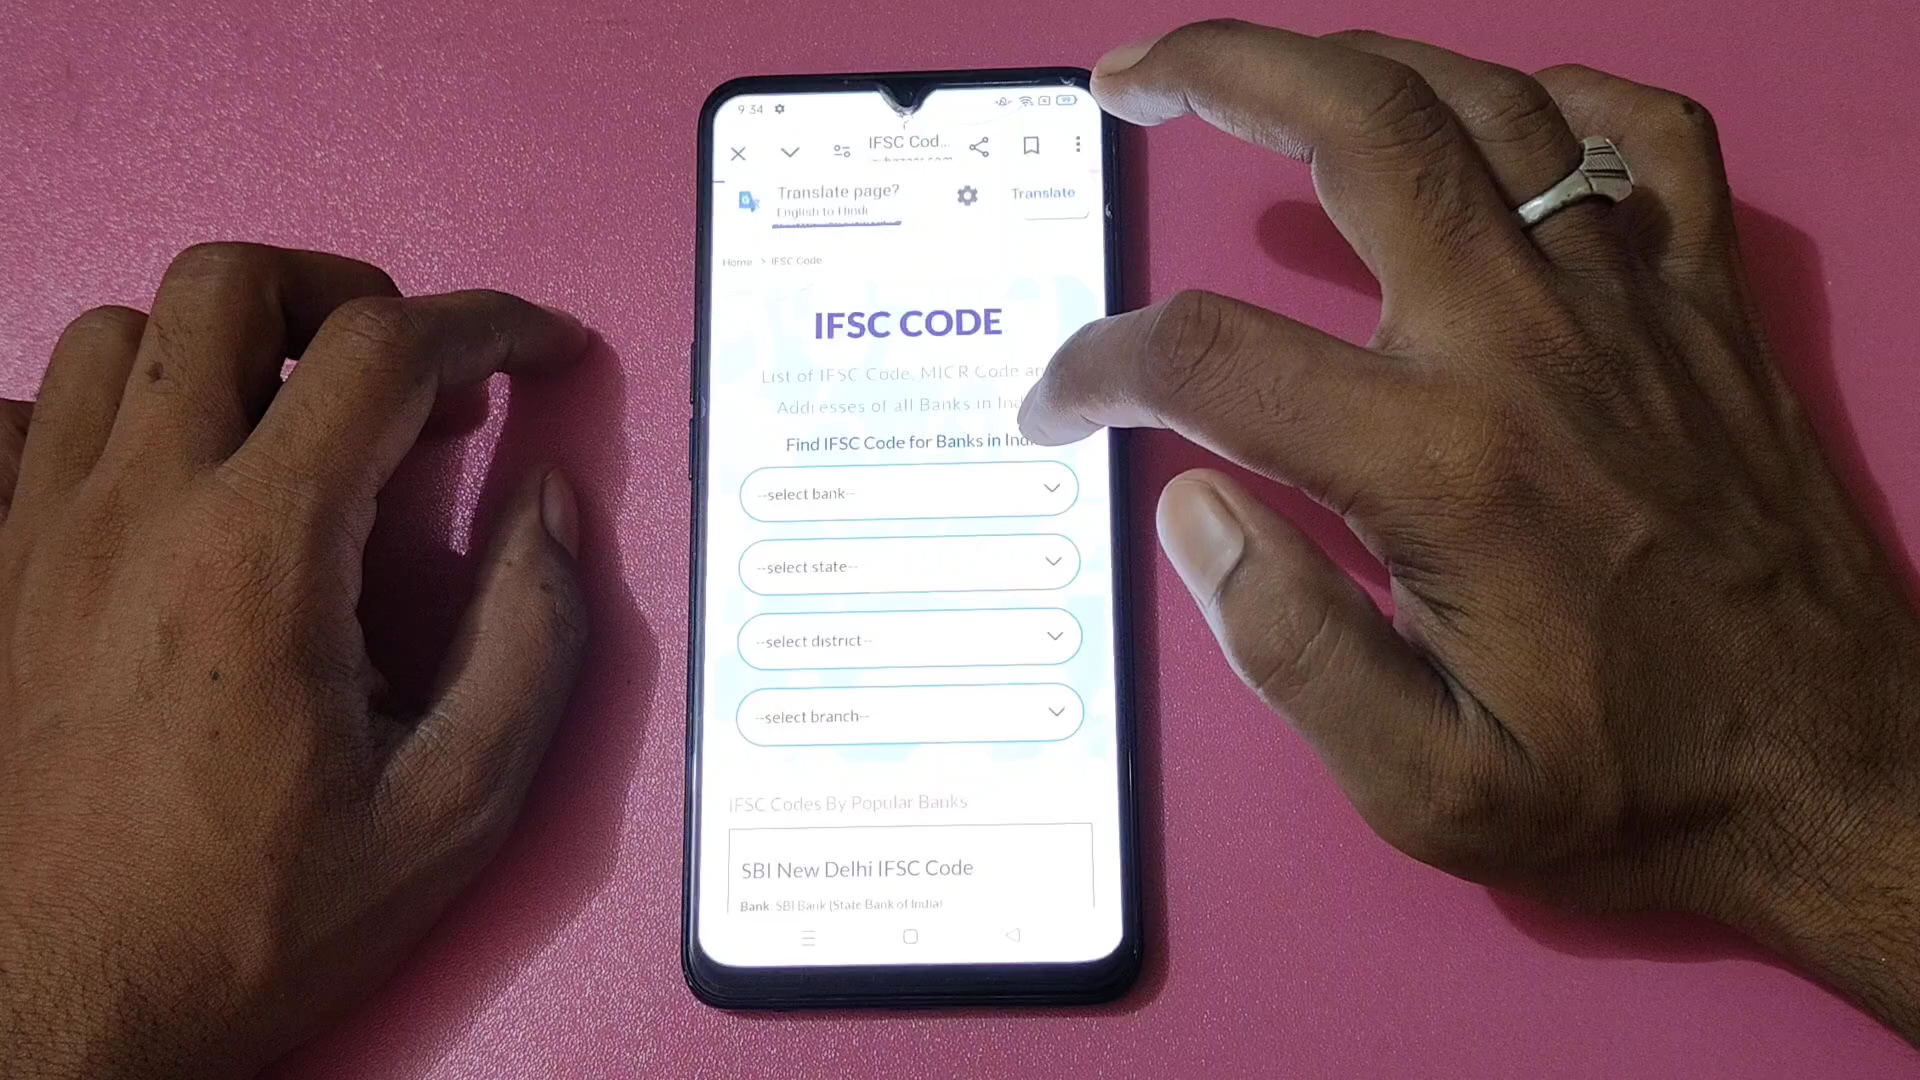 9:34
IFSC Cod...
Translate page?
English to Hindi
Translate
Home > IFSC Code
IFSC CODE
List of IFSC Code, MICR Code an
Addresses of all Banks in Ind
Find IFSC Code for Banks in Indi
--select bank--
--select state--
--select district--
--select branch--
IFSC Codes By Popular Banks
SBI New Delhi IFSC Code
Bank: SBI Bank (State Bank of India)